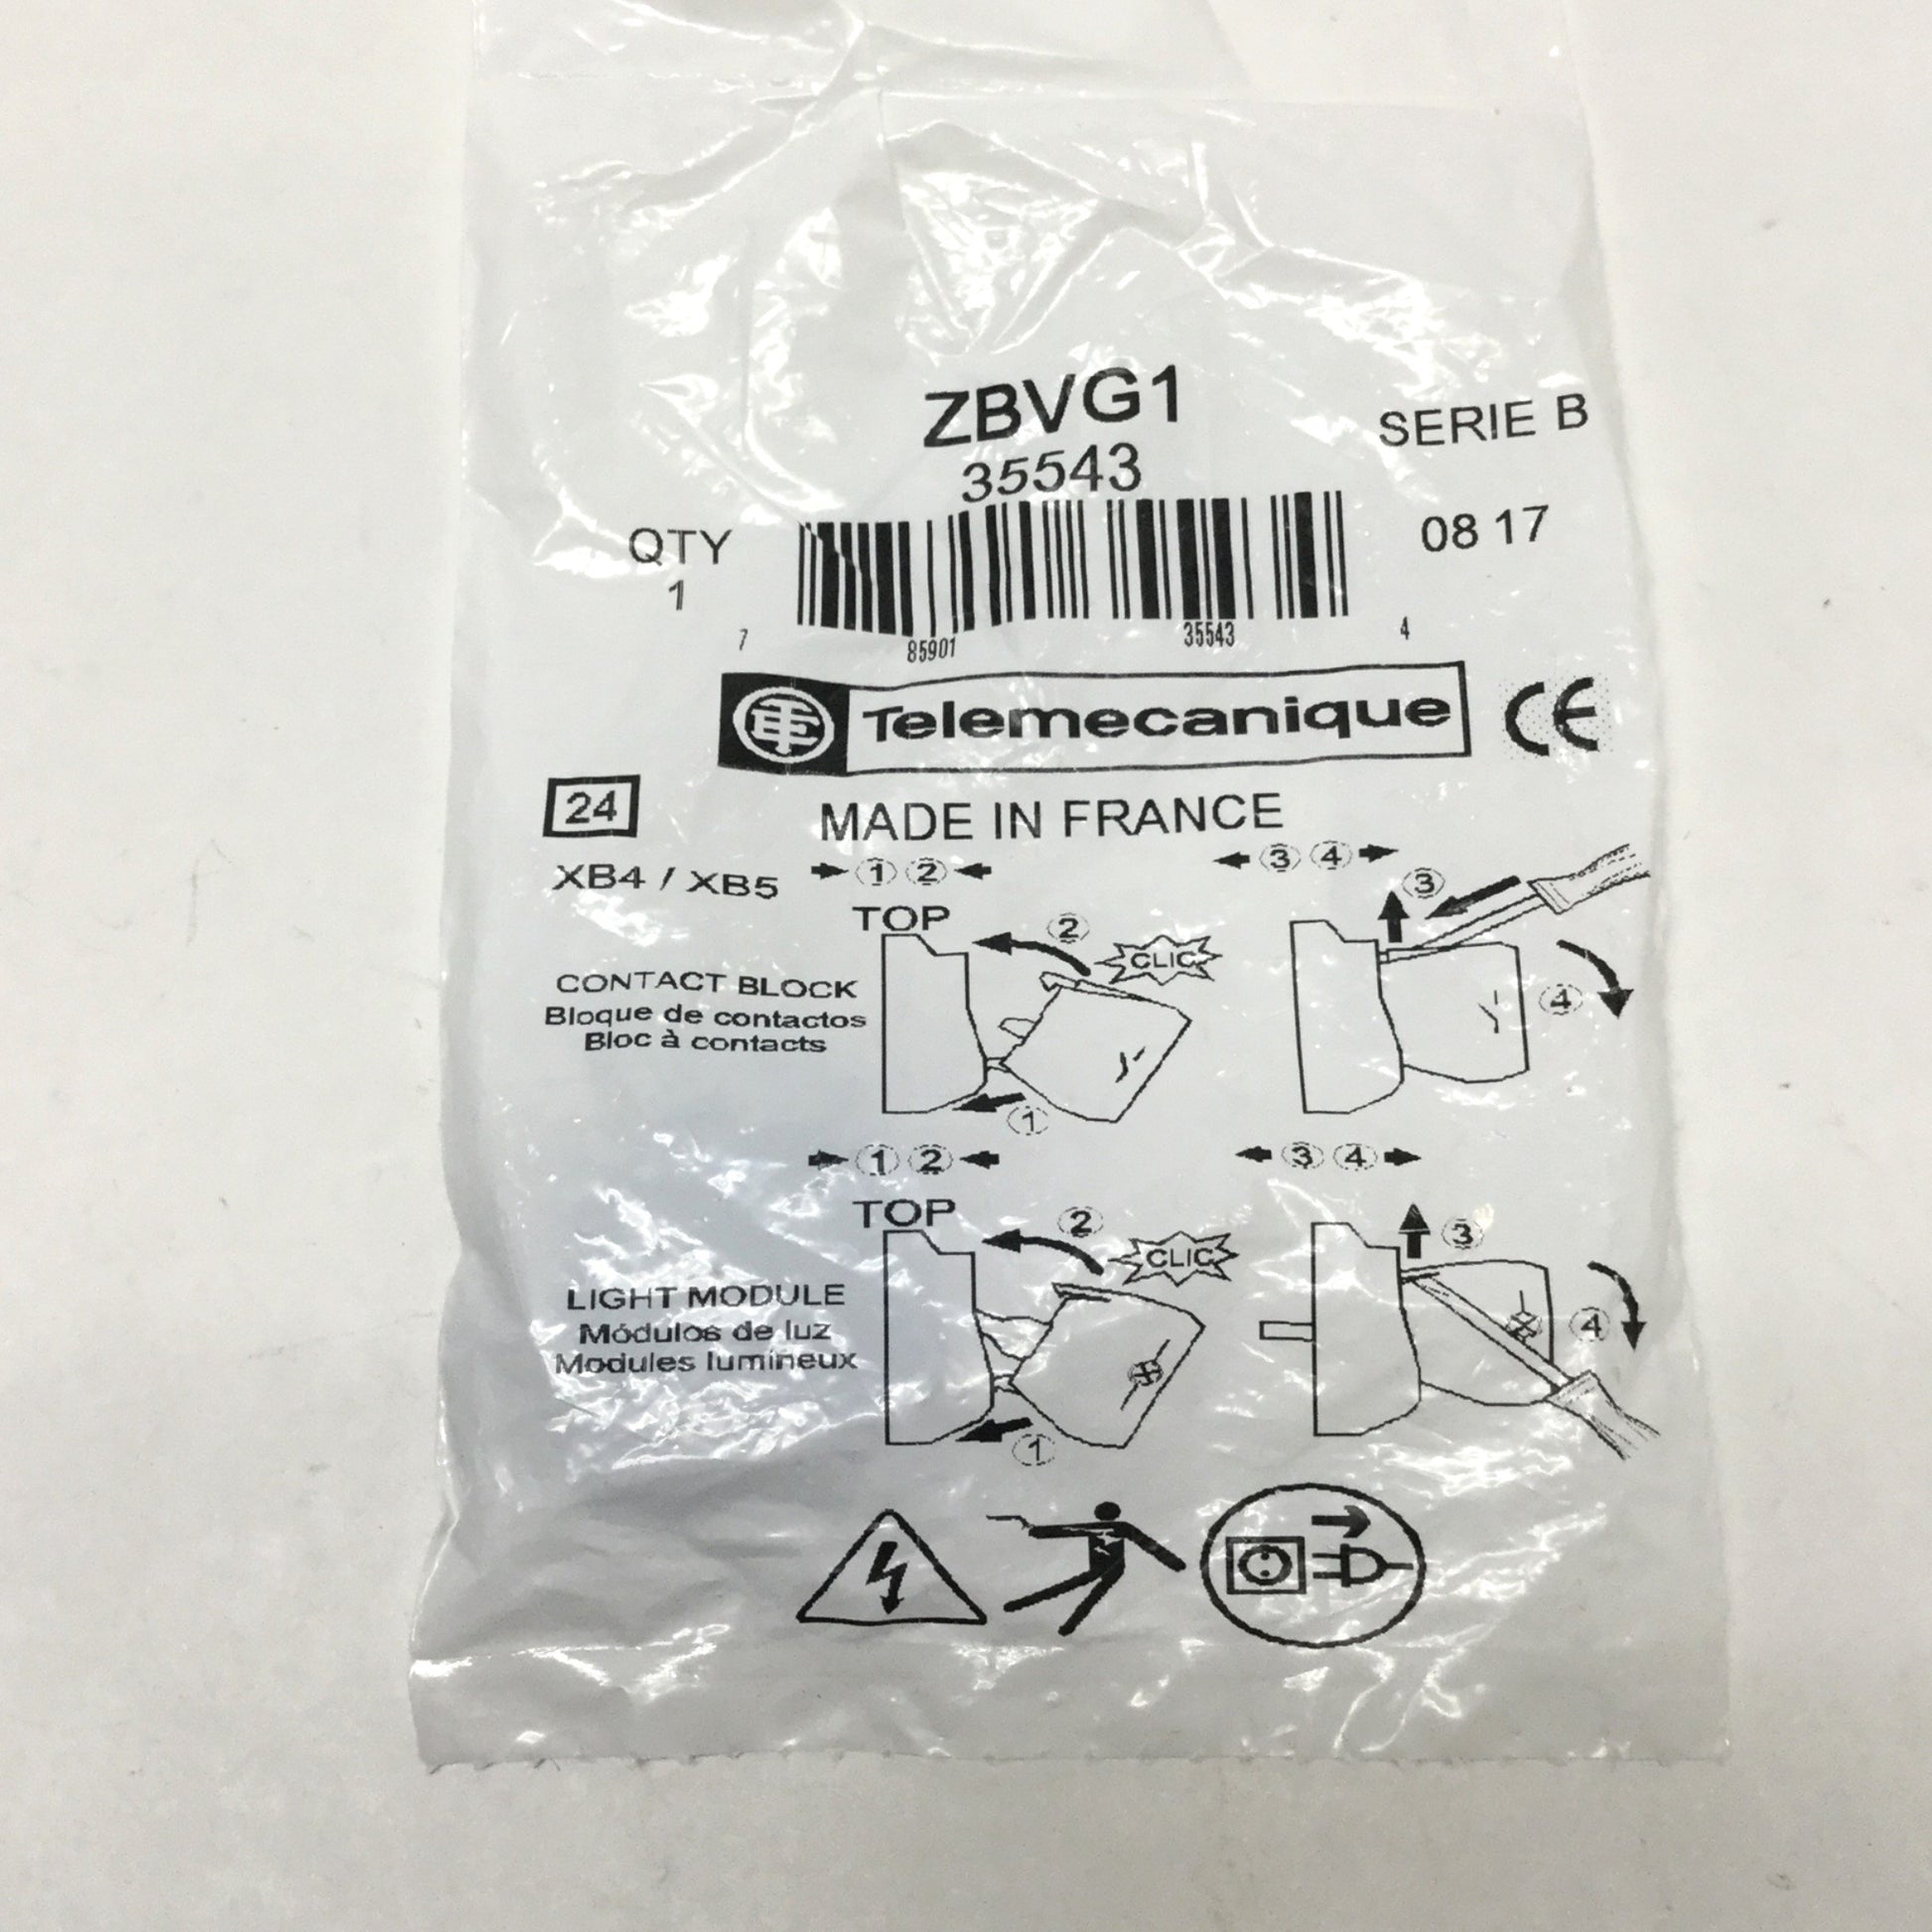 ZBVG1
SERIE B
35543
QTY
1
08 17
7 85901 35543 4
Telemecanique CE
24
MADE IN FRANCE
XB4 / XB5
1 2
3 4
3
TOP
2
CLIC
4
CONTACT BLOCK
Bloque de contactos
Bloc à contacts
1
1 2
3 4
TOP
2
3
CLIC
LIGHT MODULE
Módulos de luz
Modules lumineux
4
1